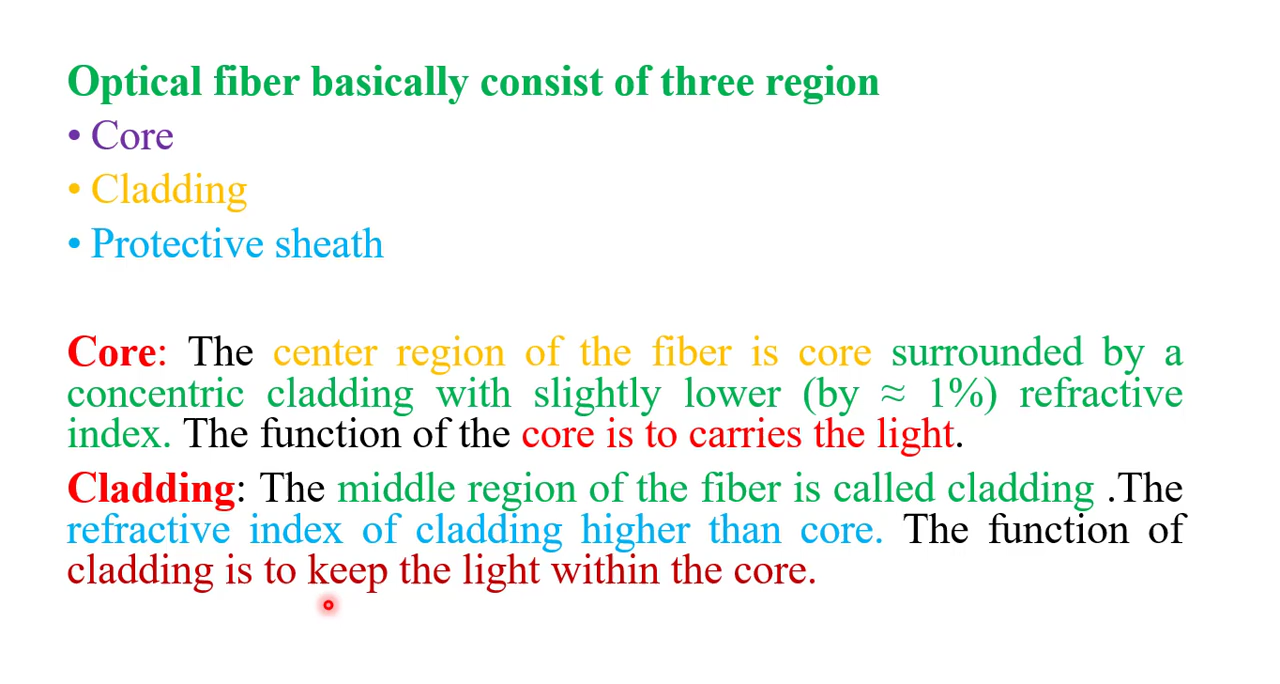 Optical fiber basically consist of three region
• Core
• Cladding
• Protective sheath
Core: The center region of the fiber is core surrounded by a
concentric cladding with slightly lower (by ≈ 1%) refractive
index. The function of the core is to carries the light.
Cladding: The middle region of the fiber is called cladding .The
refractive index of cladding higher than core. The function of
cladding is to keep the light within the core.